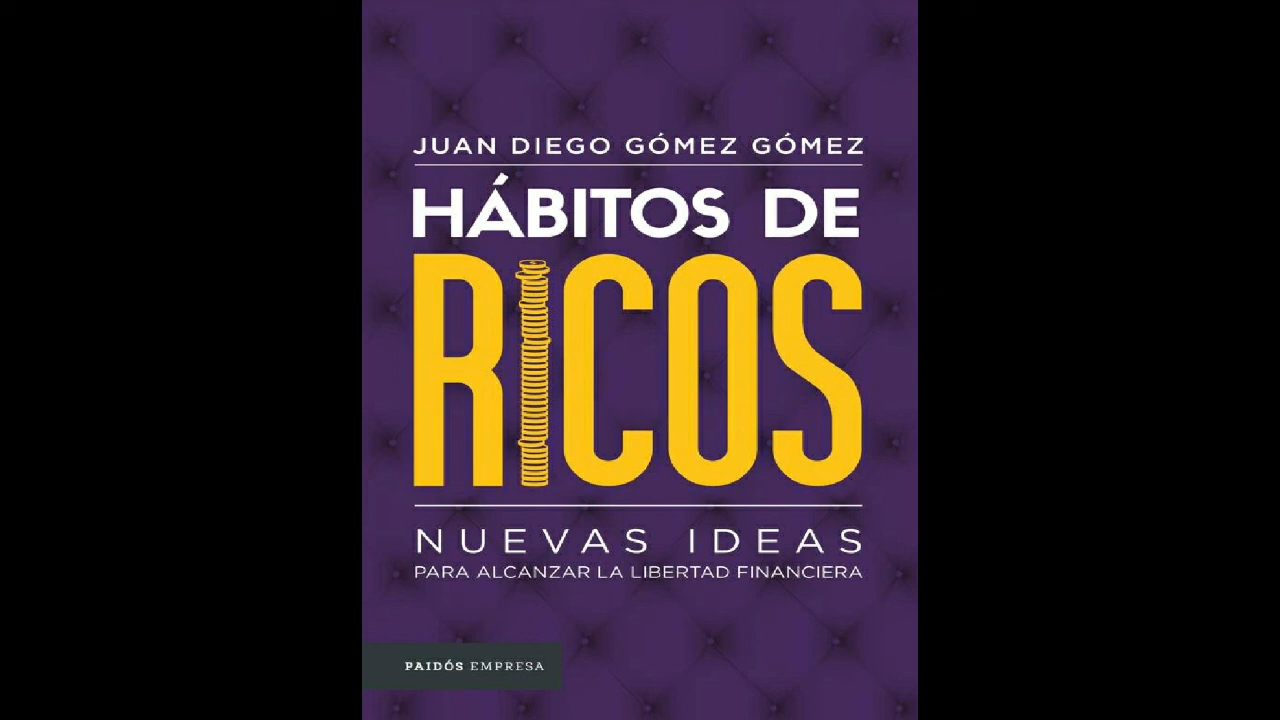 JUAN DIEGO GÓMEZ GÓMEZ
HÁBITOS DE
RICOS
NUEVAS IDEAS
PARA ALCANZAR LA LIBERTAD FINANCIERA
PAIDÓS EMPRESA